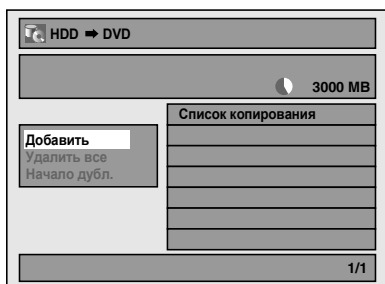 HDD ➡ DVD
3000 MB
Список копирования
Добавить
Удалить все
Начало дубл.
1/1